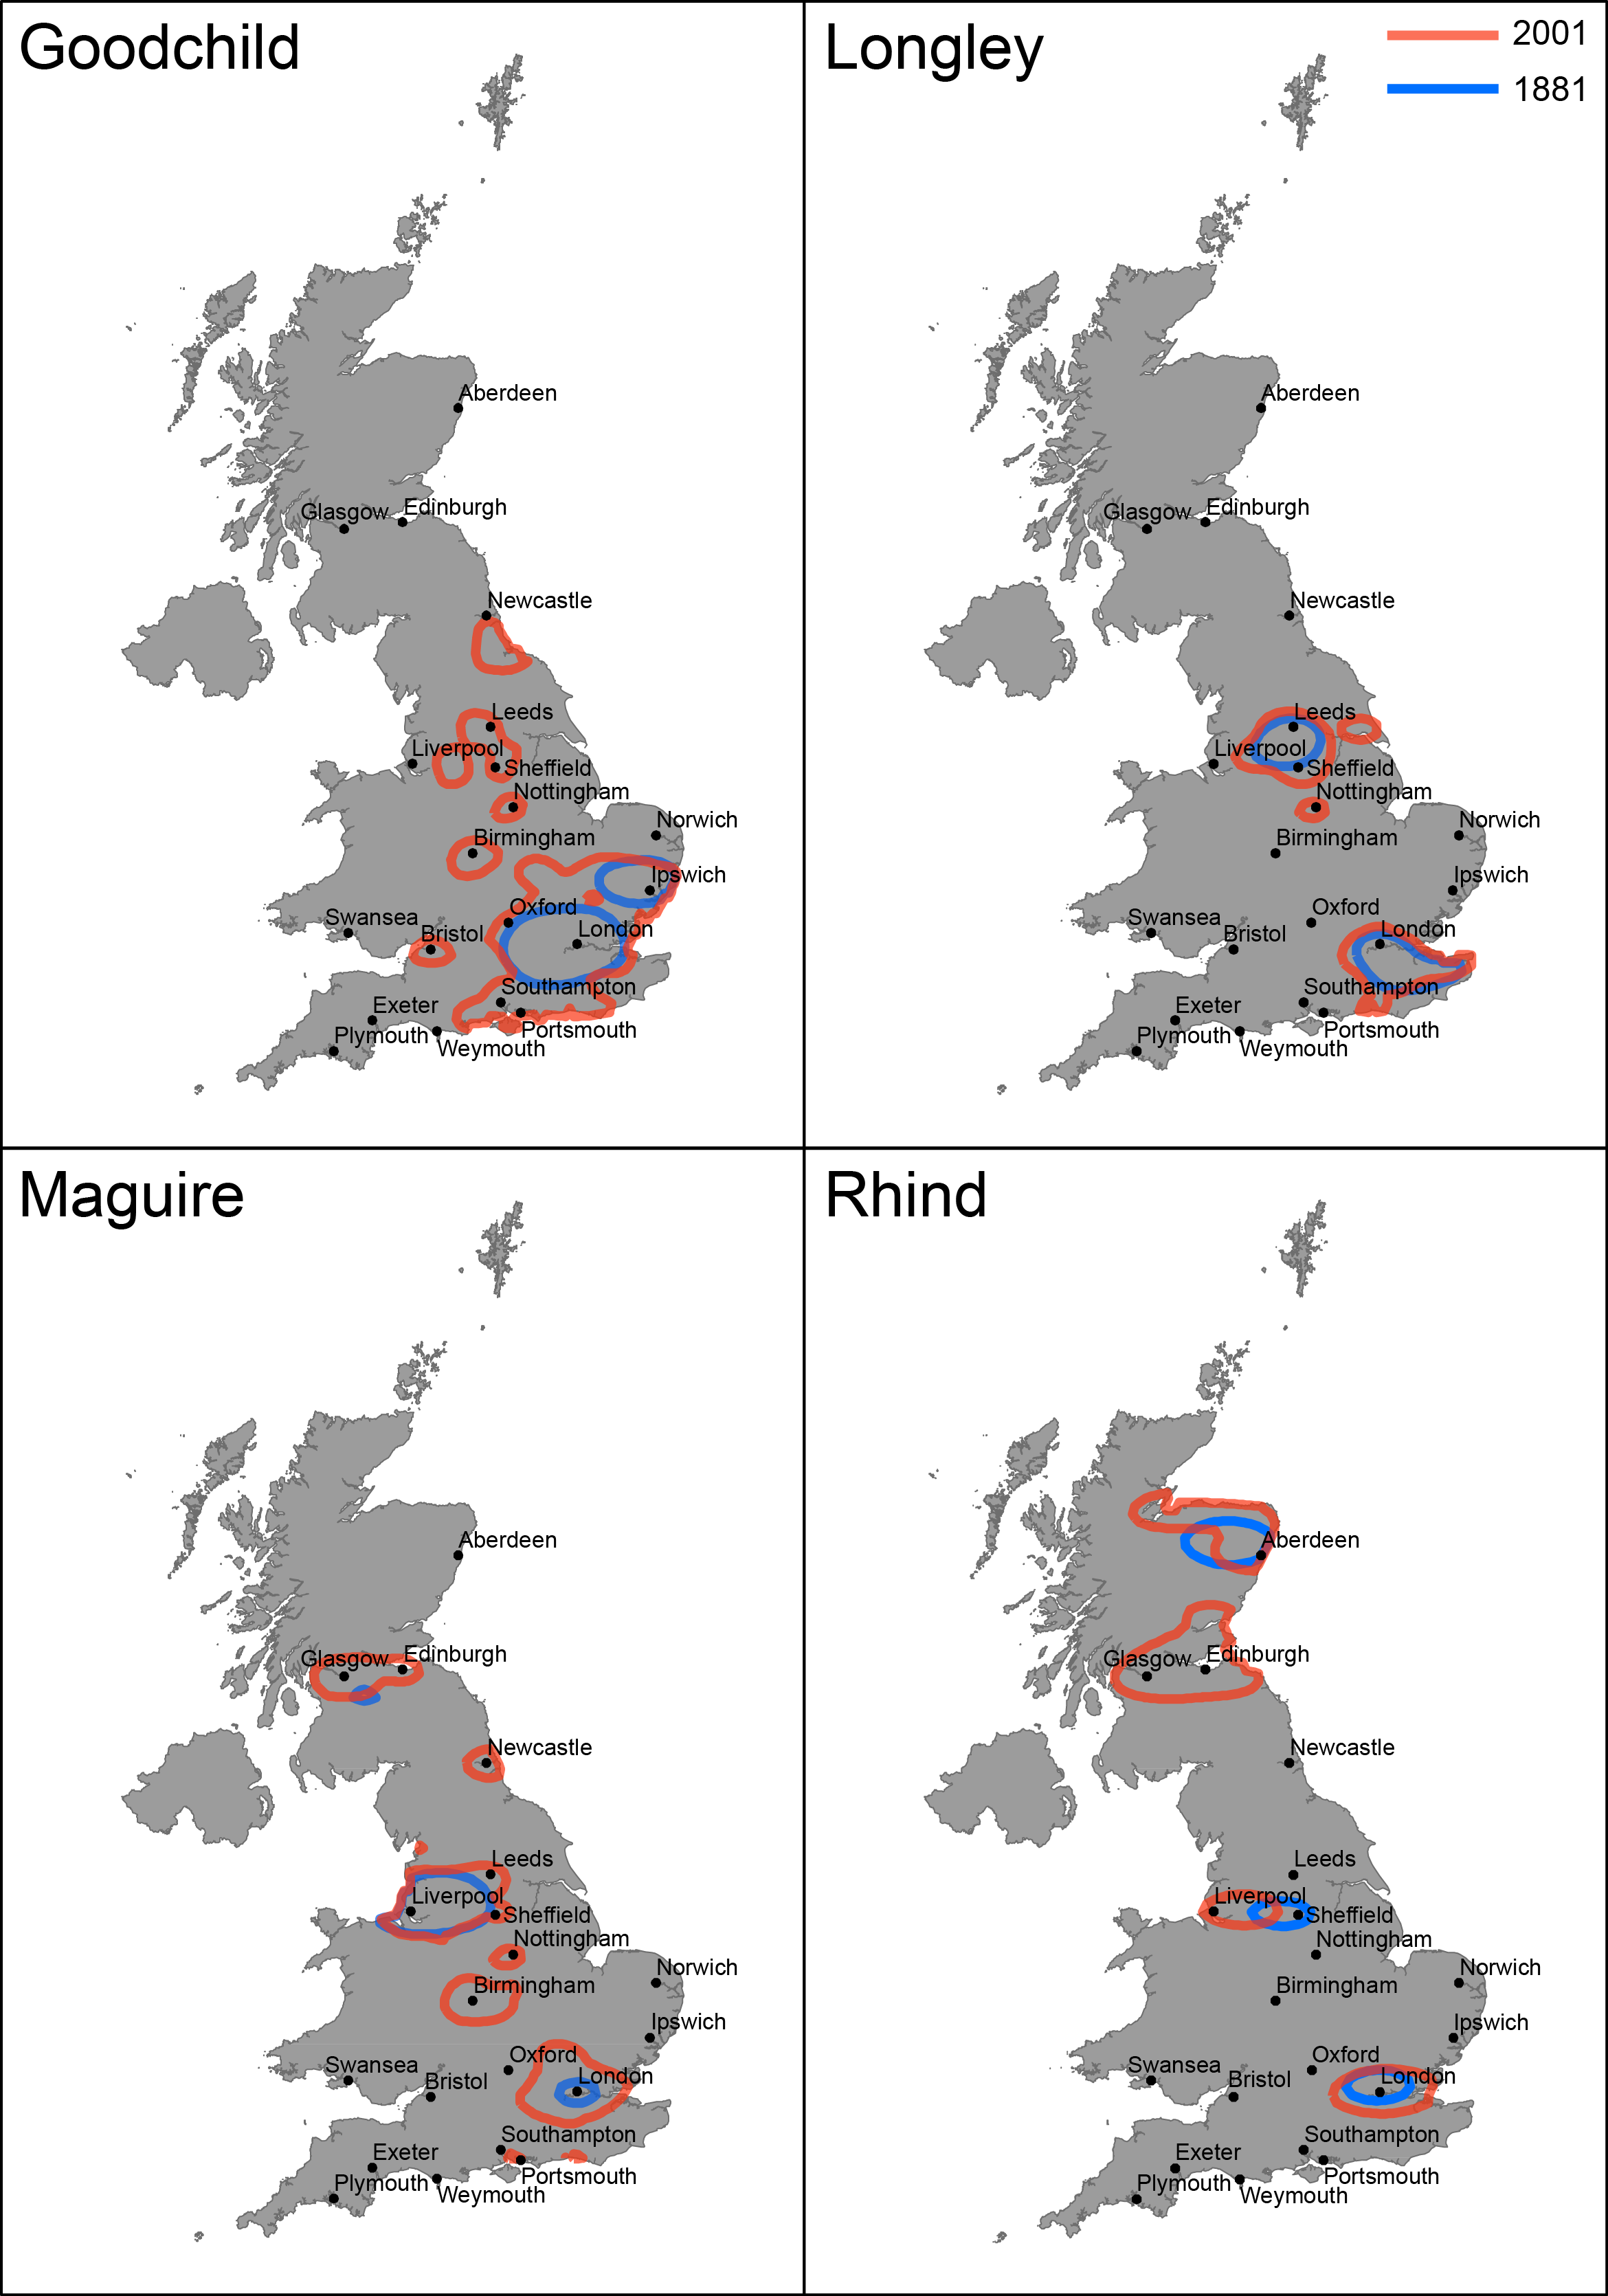 Goodchild
Aberdeen
Edinburgh
Glasgow
Newcastle
Leeds
Liverpool
Sheffield
Nottingham
Norwich
Birmingham
Ipswich
Oxford
Swansea
London
Bristol
Southampton
Exeter
Portsmouth
Plymouth
Weymouth
Longley
2001
1881
Aberdeen
Edinburgh
Glasgow
Newcastle
Leeds
Liverpool
Sheffield
Nottingham
Norwich
Birmingham
Ipswich
Oxford
Swansea
London
Bristol
Southampton
Exeter
Portsmouth
Plymouth
Weymouth
Maguire
Aberdeen
Edinburgh
Glasgow
Newcastle
Leeds
Liverpool
Sheffield
Nottingham
Norwich
Birmingham
Ipswich
Oxford
Swansea
London
Bristol
Southampton
Exeter
Portsmouth
Plymouth
Weymouth
Rhind
Aberdeen
Edinburgh
Glasgow
Newcastle
Leeds
Liverpool
Sheffield
Nottingham
Norwich
Birmingham
Ipswich
Oxford
Swansea
London
Bristol
Southampton
Exeter
Portsmouth
Plymouth
Weymouth